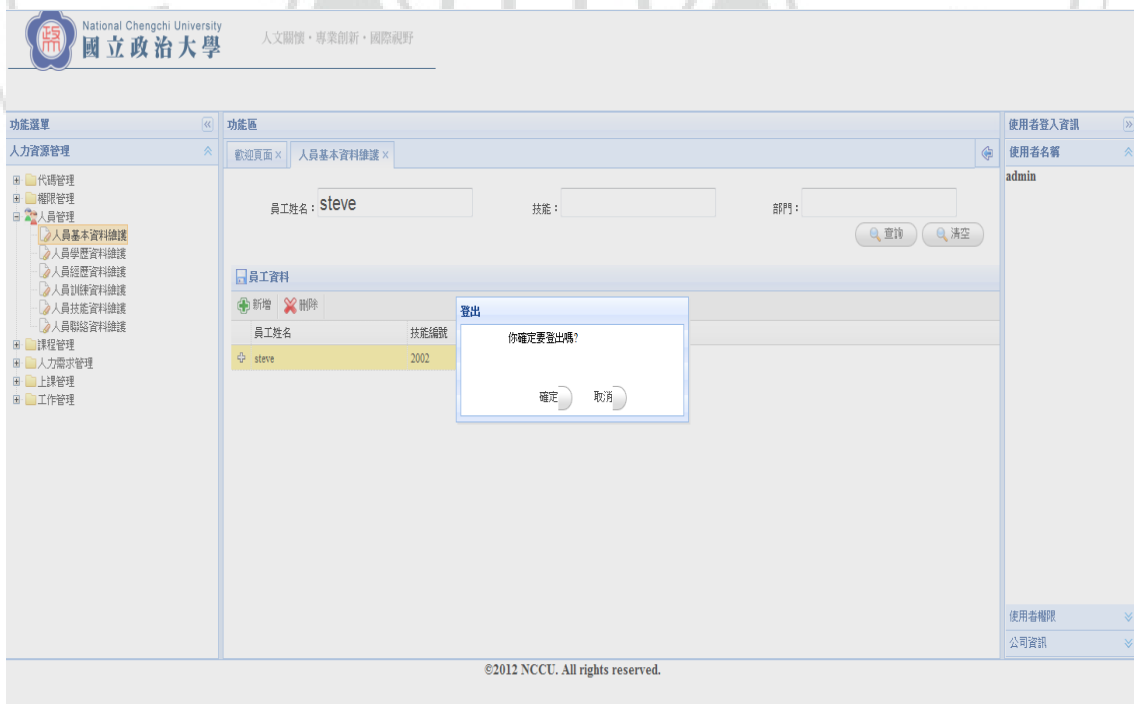 National Chengchi University
國立政治大學
人文關懷・專業創新・國際視野
功能選單
人力資源管理
代碼管理
權限管理
人員管理
人員基本資料維護
人員學歷資料維護
人員經歷資料維護
人員訓練資料維護
人員技能資料維護
人員聯絡資料維護
課程管理
人力需求管理
上課管理
工作管理
功能區
歡迎頁面 人員基本資料維護
員工姓名： steve 技能： 部門：
查詢 清空
員工資料
新增 刪除
員工姓名 技能編號
steve 2002
登出
你確定要登出嗎?
確定 取消
使用者登入資訊
使用者名稱
admin
使用者權限
公司資訊
©2012 NCCU. All rights reserved.